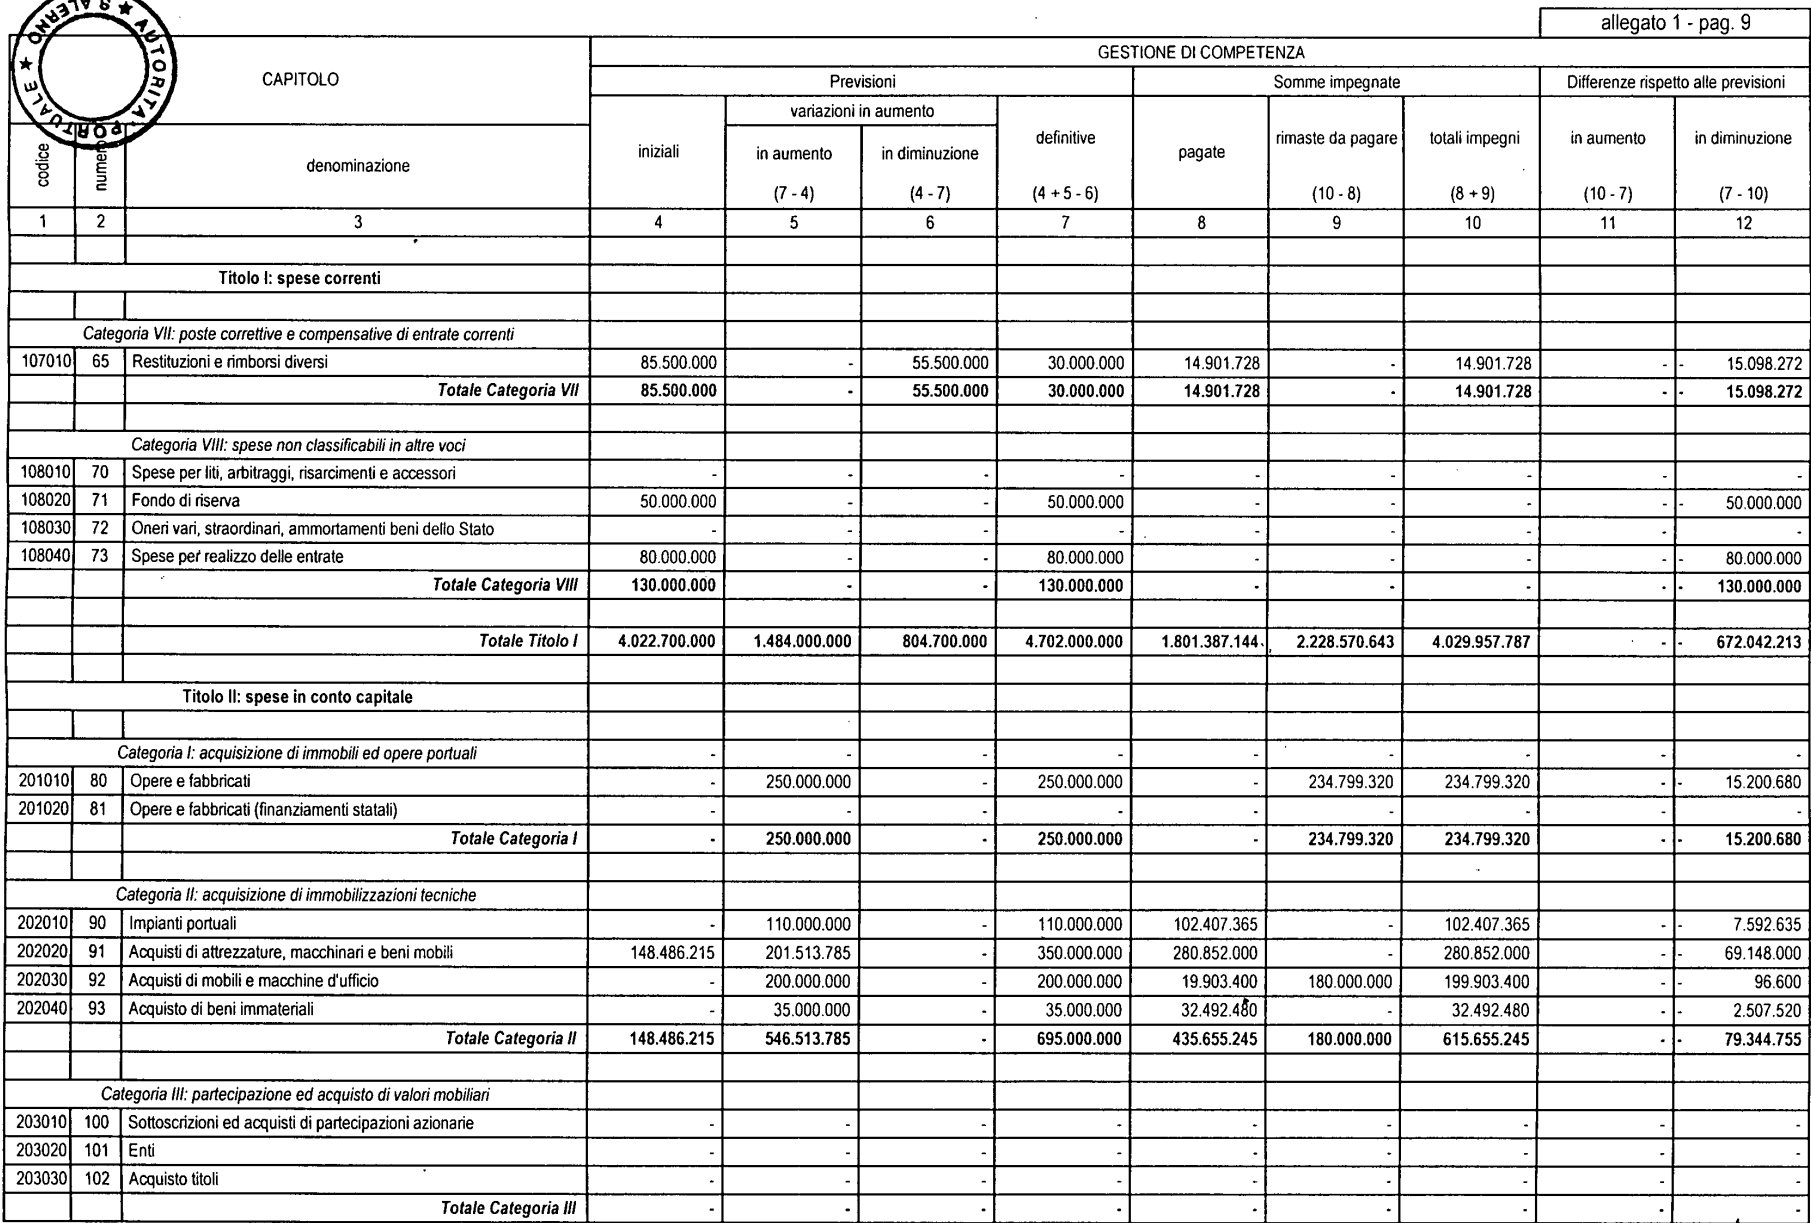 ★ AUTORITA' PORTUALE ★ SALERNO
allegato 1 - pag. 9
GESTIONE DI COMPETENZA
CAPITOLO Previsioni Somme impegnate Differenze rispetto alle previsioni
variazioni in aumento
codice numero denominazione iniziali in aumento in diminuzione definitive pagate rimaste da pagare totali impegni in aumento in diminuzione
(7 - 4) (4 - 7) (4 + 5 - 6) (10 - 8) (8 + 9) (10 - 7) (7 - 10)
1 2 3 4 5 6 7 8 9 10 11 12
Titolo I: spese correnti
Categoria VII: poste correttive e compensative di entrate correnti
107010 65 Restituzioni e rimborsi diversi 85.500.000 - 55.500.000 30.000.000 14.901.728 - 14.901.728 - - 15.098.272
Totale Categoria VII 85.500.000 - 55.500.000 30.000.000 14.901.728 - 14.901.728 - - 15.098.272
Categoria VIII: spese non classificabili in altre voci
108010 70 Spese per liti, arbitraggi, risarcimenti e accessori - - - - - - - - -
108020 71 Fondo di riserva 50.000.000 - - 50.000.000 - - - - - 50.000.000
108030 72 Oneri vari, straordinari, ammortamenti beni dello Stato - - - - - - - - -
108040 73 Spese per realizzo delle entrate 80.000.000 - - 80.000.000 - - - - - 80.000.000
Totale Categoria VIII 130.000.000 - - 130.000.000 - - - - - 130.000.000
Totale Titolo I 4.022.700.000 1.484.000.000 804.700.000 4.702.000.000 1.801.387.144 2.228.570.643 4.029.957.787 - - 672.042.213
Titolo II: spese in conto capitale
Categoria I: acquisizione di immobili ed opere portuali - - - - - - - - -
201010 80 Opere e fabbricati - 250.000.000 - 250.000.000 - 234.799.320 234.799.320 - - 15.200.680
201020 81 Opere e fabbricati (finanziamenti statali) - - - - - - - - -
Totale Categoria I - 250.000.000 - 250.000.000 - 234.799.320 234.799.320 - - 15.200.680
Categoria II: acquisizione di immobilizzazioni tecniche
202010 90 Impianti portuali - 110.000.000 - 110.000.000 102.407.365 - 102.407.365 - - 7.592.635
202020 91 Acquisti di attrezzature, macchinari e beni mobili 148.486.215 201.513.785 - 350.000.000 280.852.000 - 280.852.000 - - 69.148.000
202030 92 Acquisti di mobili e macchine d'ufficio - 200.000.000 - 200.000.000 19.903.400 180.000.000 199.903.400 - - 96.600
202040 93 Acquisto di beni immateriali - 35.000.000 - 35.000.000 32.492.480 - 32.492.480 - - 2.507.520
Totale Categoria II 148.486.215 546.513.785 - 695.000.000 435.655.245 180.000.000 615.655.245 - - 79.344.755
Categoria III: partecipazione ed acquisto di valori mobiliari
203010 100 Sottoscrizioni ed acquisti di partecipazioni azionarie - - - - - - - - -
203020 101 Enti - - - - - - - - -
203030 102 Acquisto titoli - - - - - - - - -
Totale Categoria III - - - - - - - - -